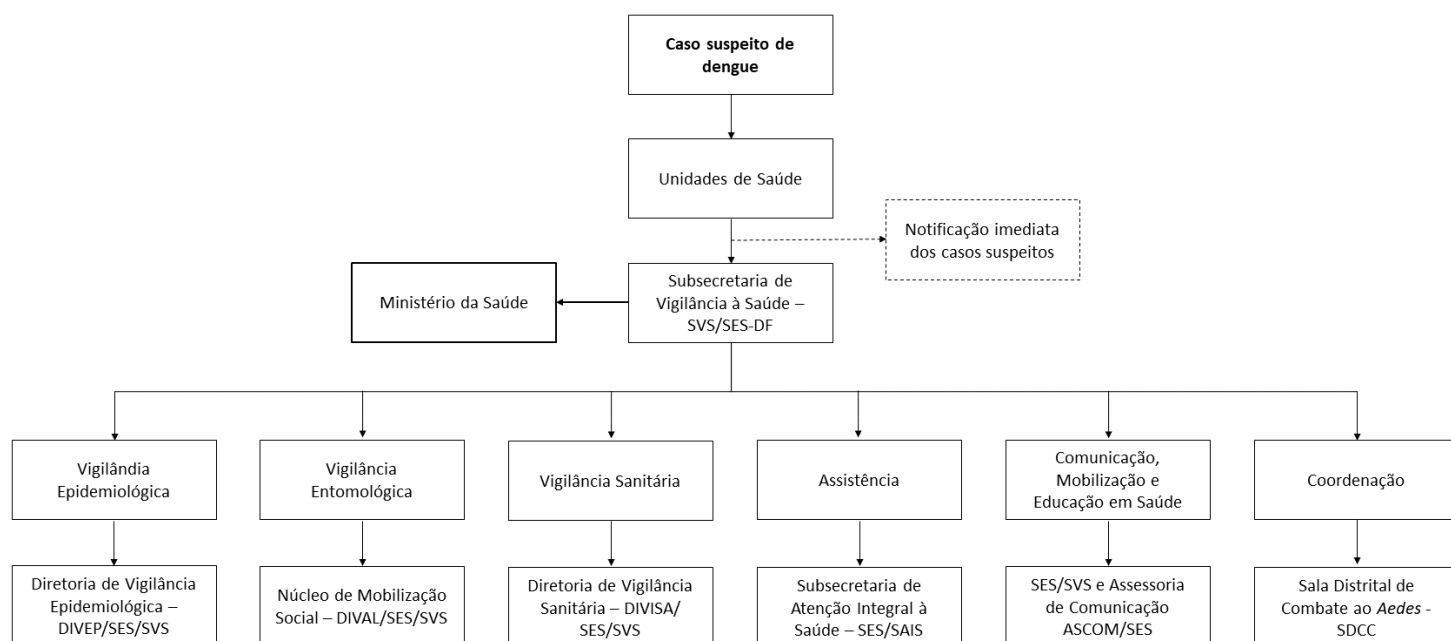 Caso suspeito de
dengue
Unidades de Saúde
Notificação imediata
dos casos suspeitos
Ministério da Saúde
Subsecretaria de
Vigilância à Saúde –
SVS/SES-DF
Vigilândia
Epidemiológica
Vigilância
Entomológica
Vigilância Sanitária
Assistência
Comunicação,
Mobilização e
Educação em Saúde
Coordenação
Diretoria de Vigilância
Epidemiológica –
DIVEP/SES/SVS
Núcleo de Mobilização
Social – DIVAL/SES/SVS
Diretoria de Vigilância
Sanitária – DIVISA/
SES/SVS
Subsecretaria de
Atenção Integral à
Saúde – SES/SAIS
SES/SVS e Assessoria
de Comunicação
ASCOM/SES
Sala Distrital de
Combate ao Aedes -
SDCC